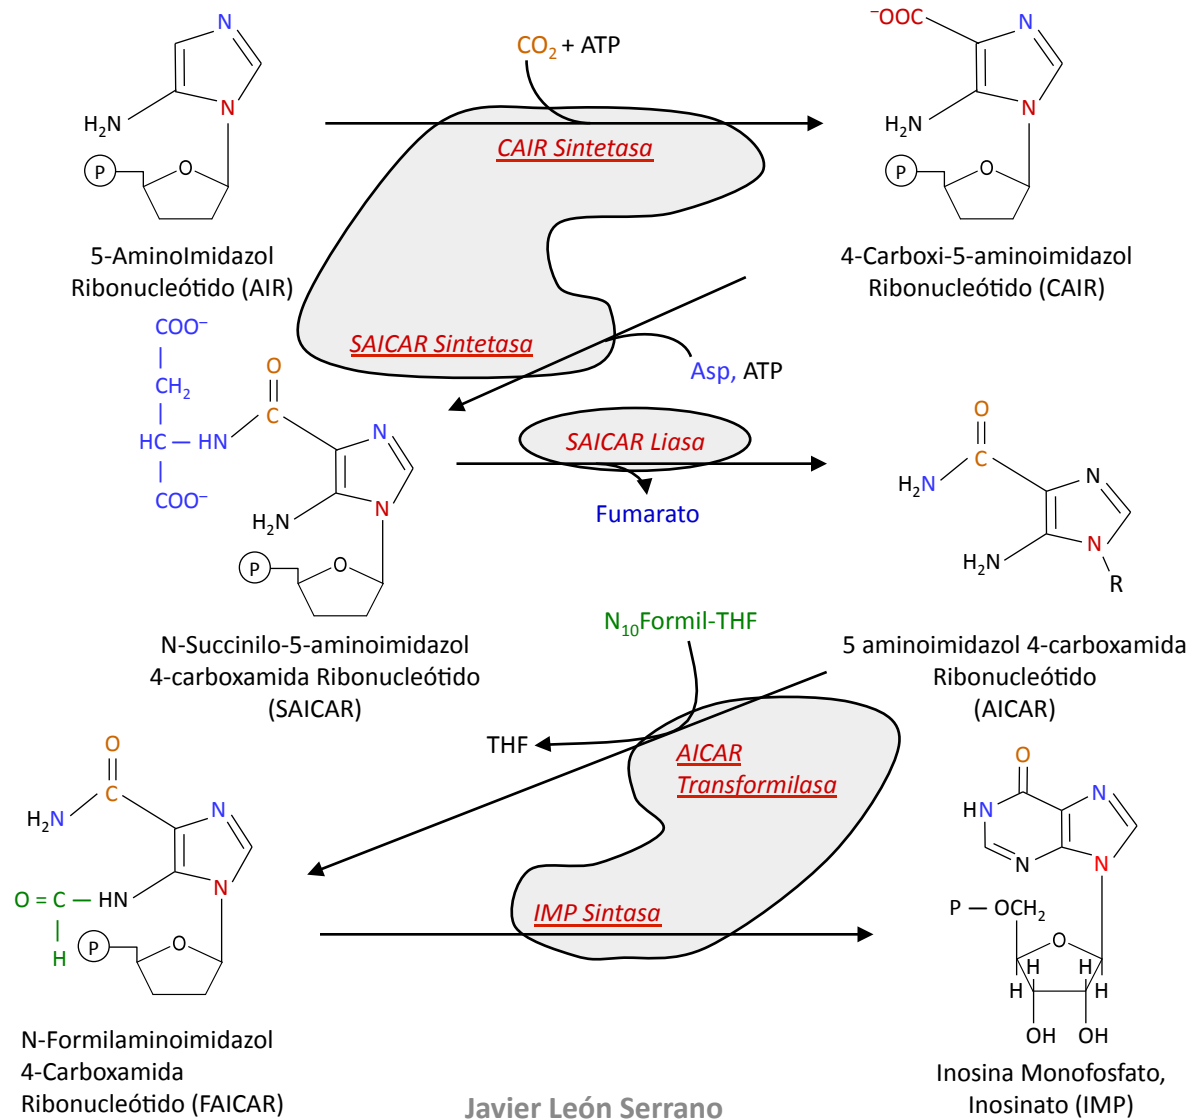 N
N
H₂N
P
O
5-AminoImidazol
Ribonucleótido (AIR)
CO₂ + ATP
CAIR Sintetasa
⁻OOC
N
N
H₂N
P
O
4-Carboxi-5-aminoimidazol
Ribonucleótido (CAIR)
SAICAR Sintetasa
Asp, ATP
COO⁻
CH₂
HC — HN
COO⁻
O
C
N
N
H₂N
P
O
N-Succinilo-5-aminoimidazol
4-carboxamida Ribonucleótido
(SAICAR)
SAICAR Liasa
Fumarato
O
C
H₂N
N
N
H₂N
R
5 aminoimidazol 4-carboxamida
Ribonucleótido
(AICAR)
N₁₀Formil-THF
THF
AICAR
Transformilasa
O
C
H₂N
N
N
O = C — HN
H
P
O
N-Formilaminoimidazol
4-Carboxamida
Ribonucleótido (FAICAR)
IMP Sintasa
O
HN
N
N
N
P — OCH₂
O
H
H
H
H
OH
OH
Inosina Monofosfato,
Inosinato (IMP)
Javier León Serrano